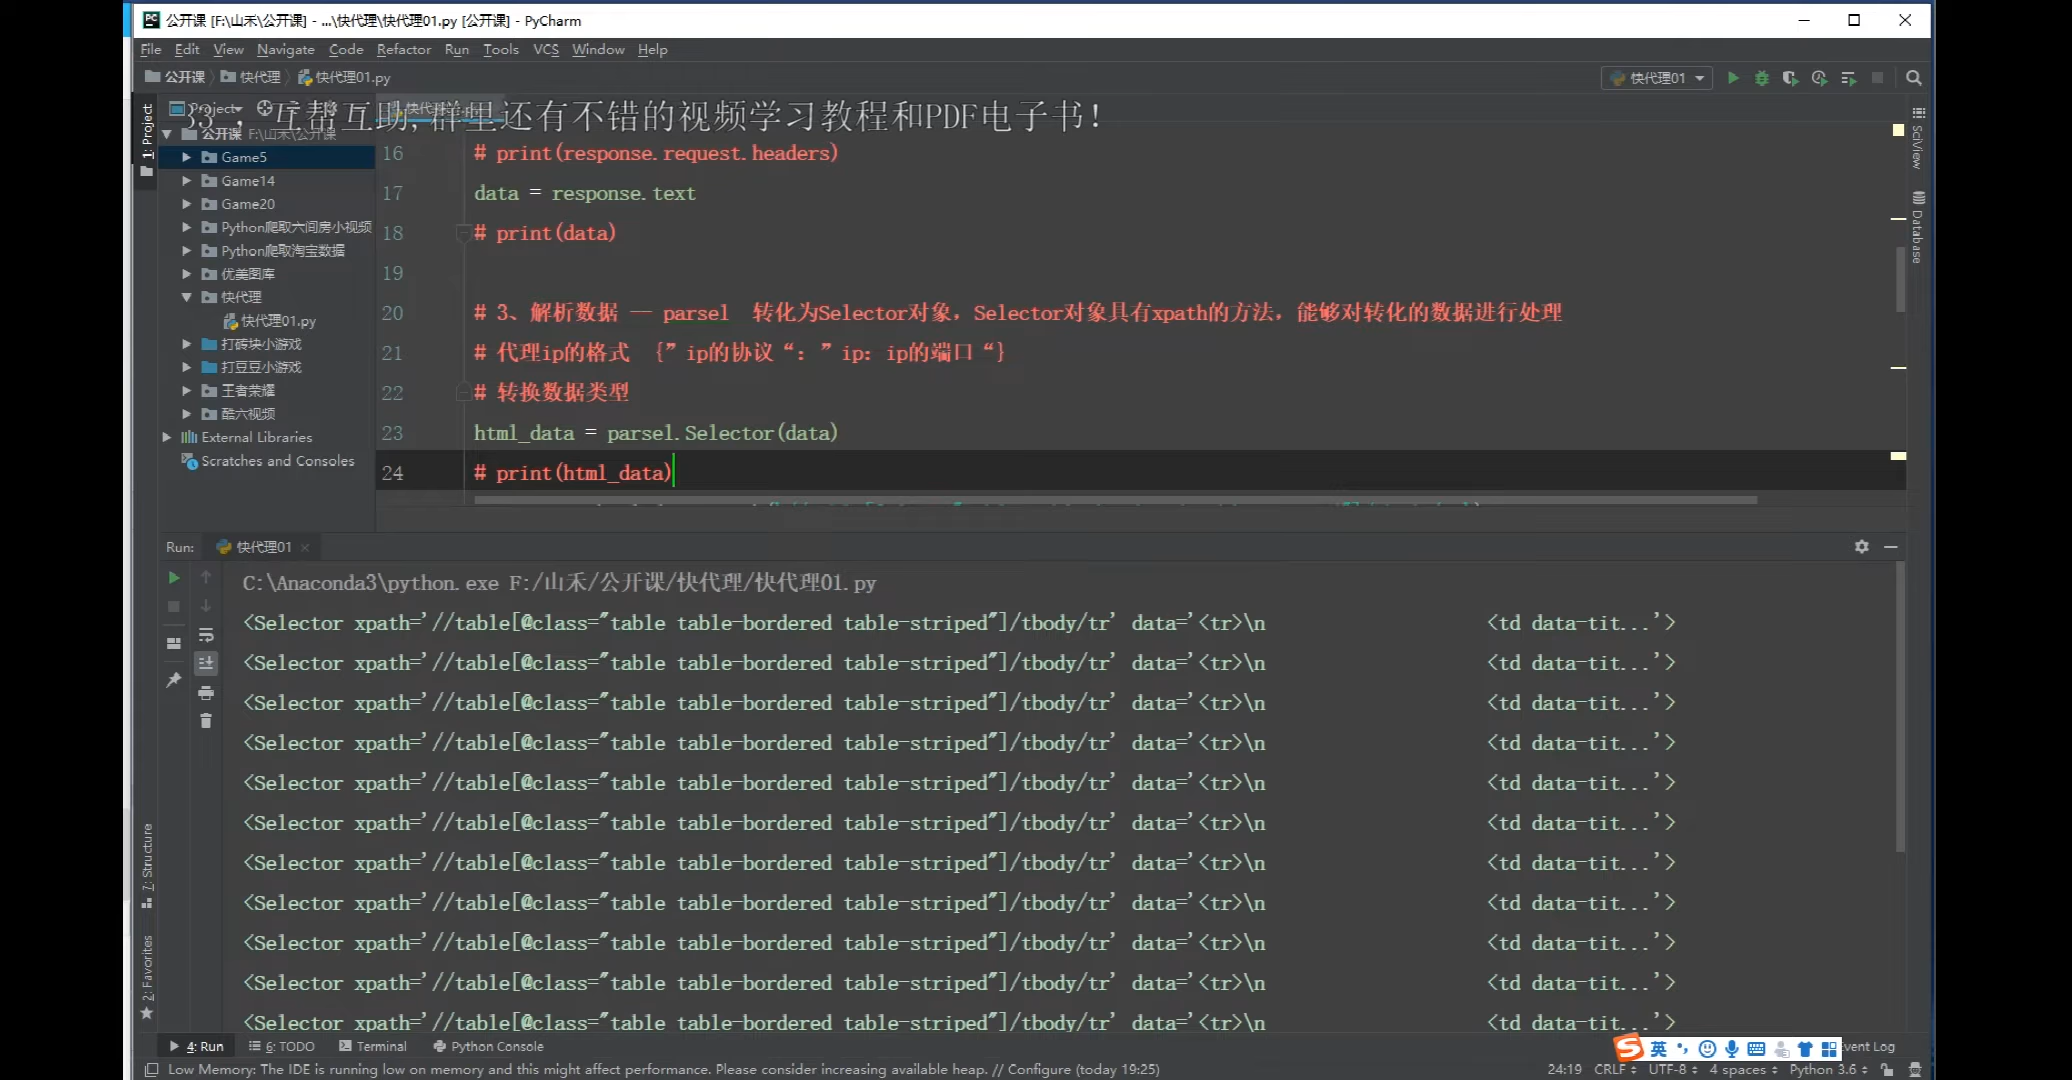 公开课 [F:\山禾\公开课] - ...\快代理\快代理01.py [公开课] - PyCharm
File Edit View Navigate Code Refactor Run Tools VCS Window Help
公开课 快代理 快代理01.py
快代理01
1: Project
Project
33 ，互帮互助,群里还有不错的视频学习教程和PDF电子书!
公开课 F:\山禾\公开课
Game5
Game14
Game20
Python爬取六间房小视频
Python爬取淘宝数据
优美图库
快代理
快代理01.py
打砖块小游戏
打豆豆小游戏
王者荣耀
酷六视频
External Libraries
Scratches and Consoles
16 # print(response.request.headers)
17 data = response.text
18 # print(data)
19
20 # 3、解析数据 -- parsel 转化为Selector对象，Selector对象具有xpath的方法，能够对转化的数据进行处理
21 # 代理ip的格式 {”ip的协议“：”ip：ip的端口“}
22 # 转换数据类型
23 html_data = parsel.Selector(data)
24 # print(html_data)
SciView
Database
Run: 快代理01
C:\Anaconda3\python.exe F:/山禾/公开课/快代理/快代理01.py
<Selector xpath='//table[@class="table table-bordered table-striped"]/tbody/tr' data='<tr>\n <td data-tit...'>
<Selector xpath='//table[@class="table table-bordered table-striped"]/tbody/tr' data='<tr>\n <td data-tit...'>
<Selector xpath='//table[@class="table table-bordered table-striped"]/tbody/tr' data='<tr>\n <td data-tit...'>
<Selector xpath='//table[@class="table table-bordered table-striped"]/tbody/tr' data='<tr>\n <td data-tit...'>
<Selector xpath='//table[@class="table table-bordered table-striped"]/tbody/tr' data='<tr>\n <td data-tit...'>
<Selector xpath='//table[@class="table table-bordered table-striped"]/tbody/tr' data='<tr>\n <td data-tit...'>
<Selector xpath='//table[@class="table table-bordered table-striped"]/tbody/tr' data='<tr>\n <td data-tit...'>
<Selector xpath='//table[@class="table table-bordered table-striped"]/tbody/tr' data='<tr>\n <td data-tit...'>
<Selector xpath='//table[@class="table table-bordered table-striped"]/tbody/tr' data='<tr>\n <td data-tit...'>
<Selector xpath='//table[@class="table table-bordered table-striped"]/tbody/tr' data='<tr>\n <td data-tit...'>
<Selector xpath='//table[@class="table table-bordered table-striped"]/tbody/tr' data='<tr>\n <td data-tit...'>
7: Structure
2: Favorites
4: Run 6: TODO Terminal Python Console
英
vent Log
Low Memory: The IDE is running low on memory and this might affect performance. Please consider increasing available heap. // Configure (today 19:25)
24:19 CRLF UTF-8 4 spaces Python 3.6